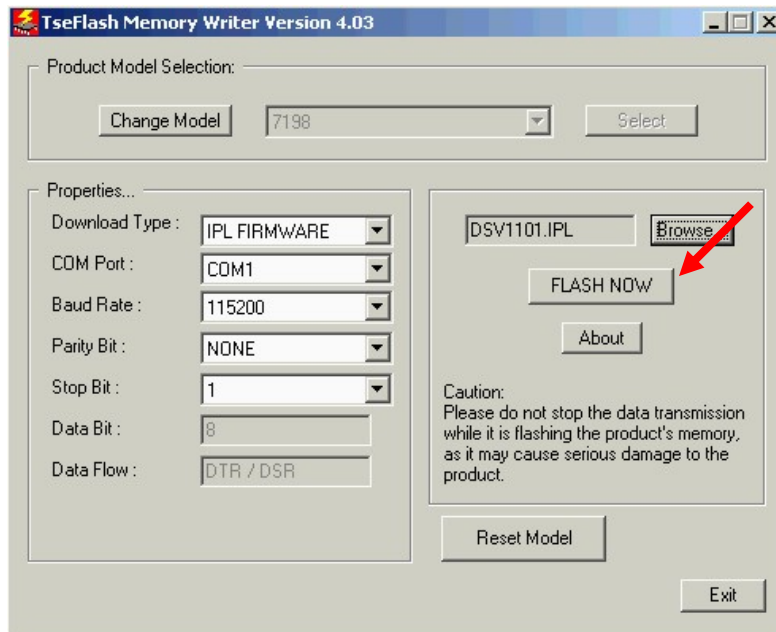 TseFlash Memory Writer Version 4.03
Product Model Selection:
Change Model 7198 Select
Properties...
Download Type : IPL FIRMWARE
COM Port : COM1
Baud Rate : 115200
Parity Bit : NONE
Stop Bit : 1
Data Bit : 8
Data Flow : DTR / DSR
DSV1101.IPL Browse...
FLASH NOW
About
Caution:
Please do not stop the data transmission
while it is flashing the product's memory,
as it may cause serious damage to the
product.
Reset Model
Exit